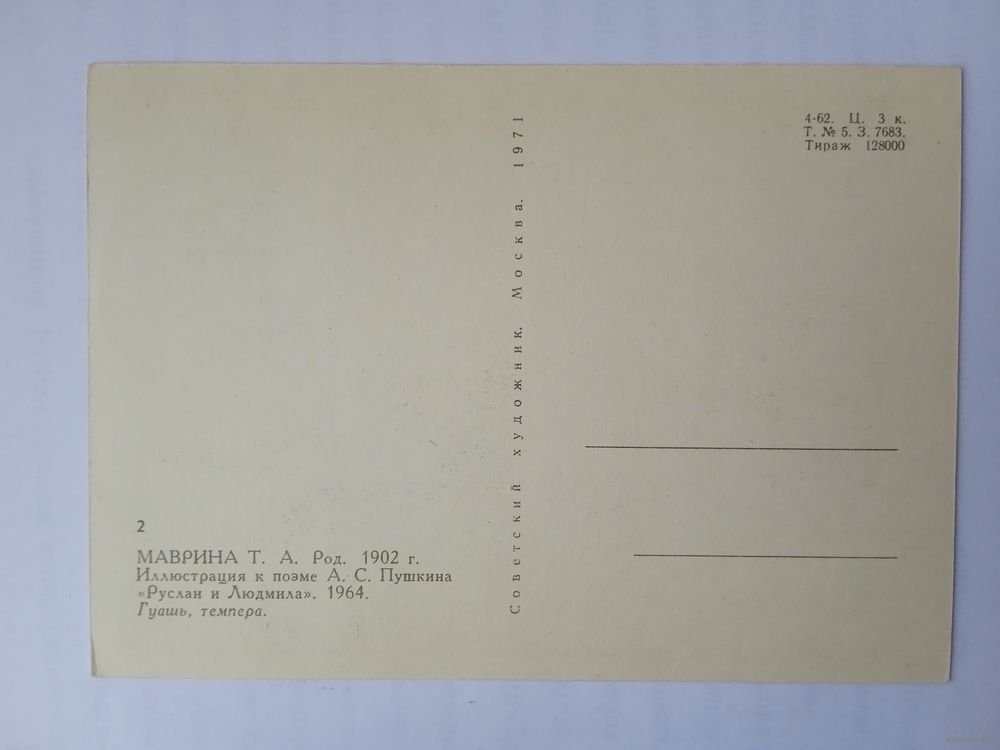 2
МАВРИНА Т. А. Род. 1902 г.
Иллюстрация к поэме А. С. Пушкина
«Руслан и Людмила». 1964.
Гуашь, темпера.
Советский художник. Москва. 1971
4-62. Ц. 3 к.
Т. № 5. З. 7683.
Тираж 128000